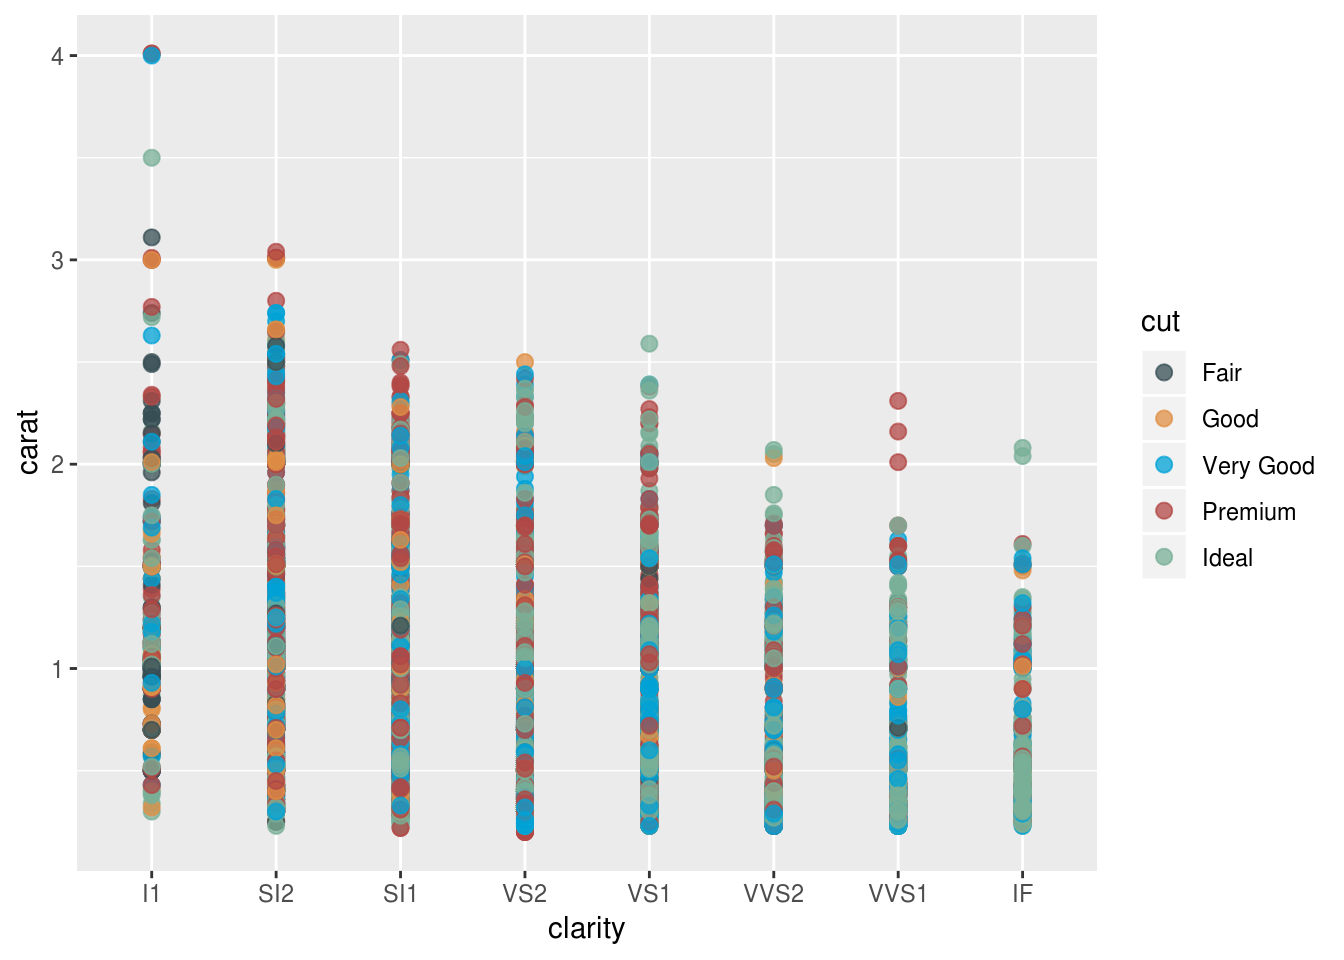 4
3
2
1
carat
I1 SI2 SI1 VS2 VS1 VVS2 VVS1 IF
clarity
cut
Fair
Good
Very Good
Premium
Ideal